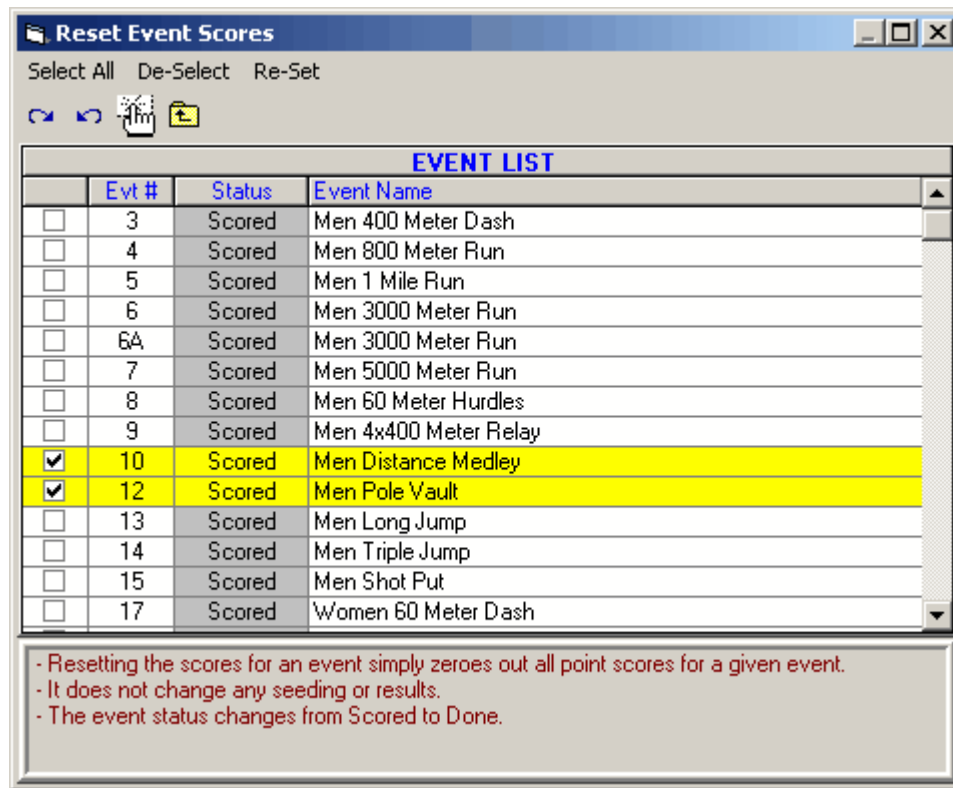 Reset Event Scores
Select All De-Select Re-Set
EVENT LIST
Evt # Status Event Name
3 Scored Men 400 Meter Dash
4 Scored Men 800 Meter Run
5 Scored Men 1 Mile Run
6 Scored Men 3000 Meter Run
6A Scored Men 3000 Meter Run
7 Scored Men 5000 Meter Run
8 Scored Men 60 Meter Hurdles
9 Scored Men 4x400 Meter Relay
10 Scored Men Distance Medley
12 Scored Men Pole Vault
13 Scored Men Long Jump
14 Scored Men Triple Jump
15 Scored Men Shot Put
17 Scored Women 60 Meter Dash
- Resetting the scores for an event simply zeroes out all point scores for a given event.
- It does not change any seeding or results.
- The event status changes from Scored to Done.